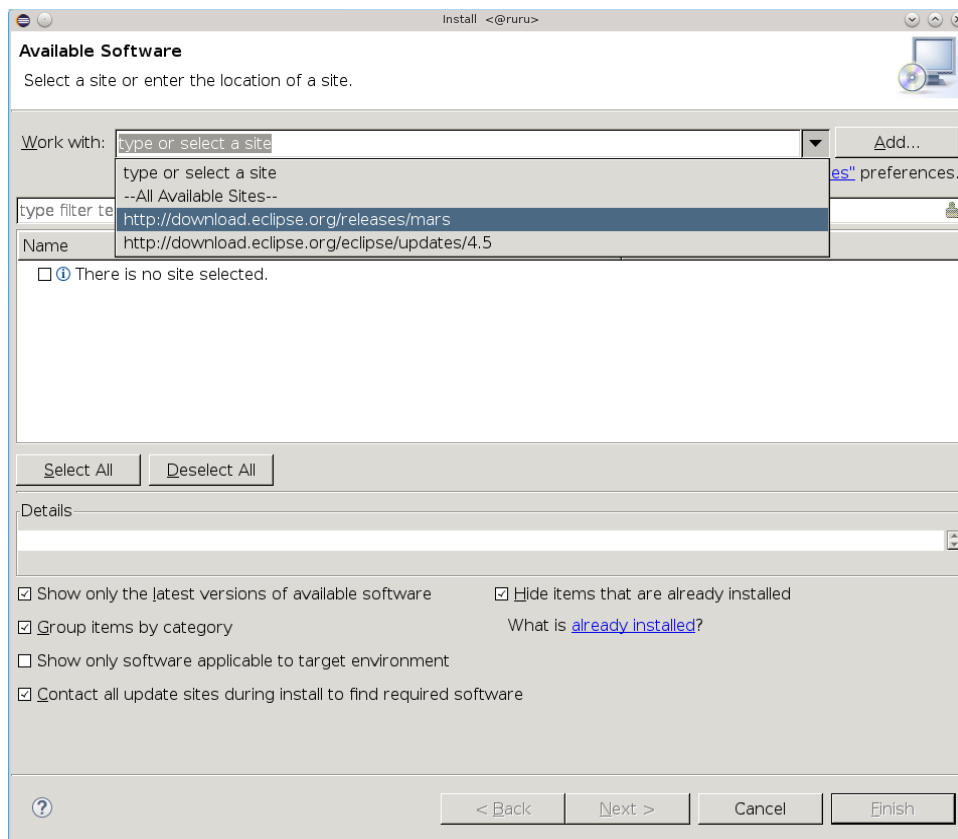 Install <@ruru>
Available Software
Select a site or enter the location of a site.
Work with: type or select a site Add...
type or select a site
es" preferences.
--All Available Sites--
type filter te
http://download.eclipse.org/releases/mars
http://download.eclipse.org/eclipse/updates/4.5
Name
There is no site selected.
Select All Deselect All
Details
Show only the latest versions of available software Hide items that are already installed
Group items by category What is already installed?
Show only software applicable to target environment
Contact all update sites during install to find required software
? < Back Next > Cancel Finish